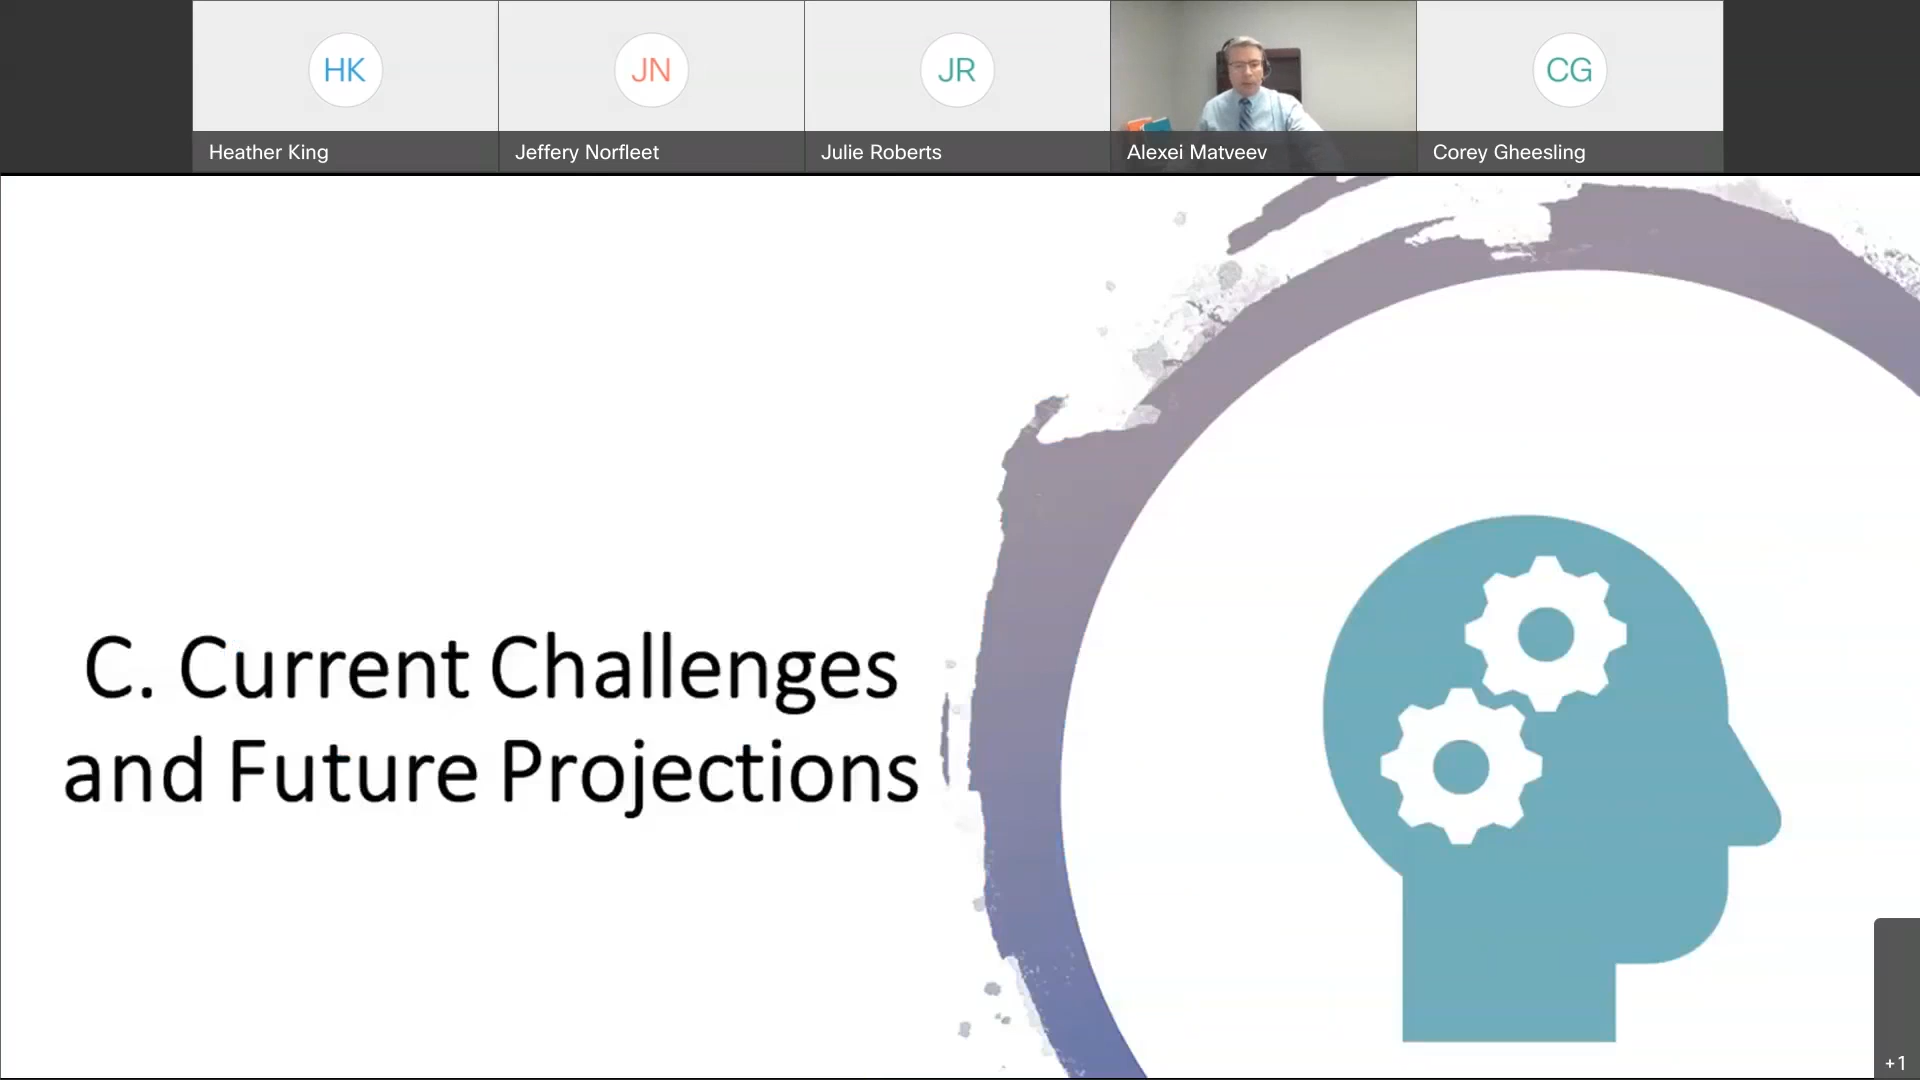 HK
JN
JR
CG
Heather King
Jeffery Norfleet
Julie Roberts
Alexei Matveev
Corey Gheesling
C. Current Challenges
and Future Projections
+1